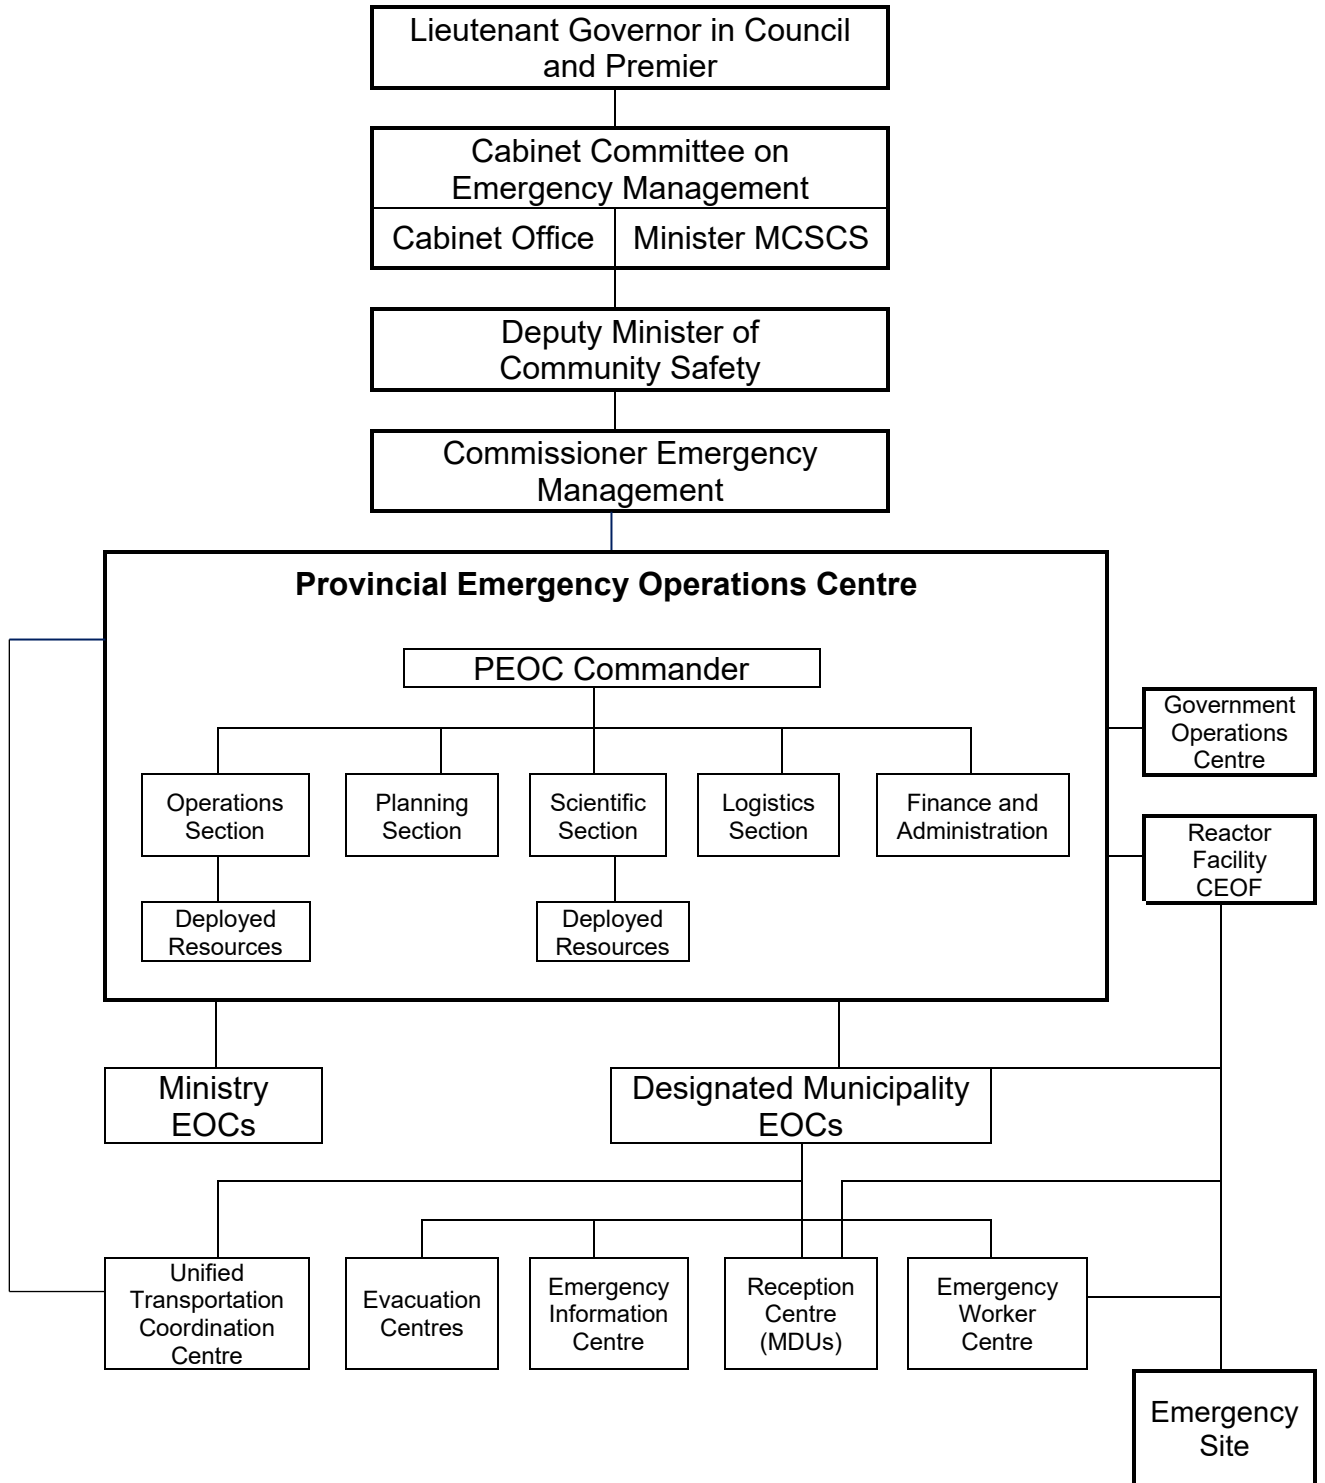 Lieutenant Governor in Council
and Premier
Cabinet Committee on
Emergency Management
Cabinet Office
Minister MCSCS
Deputy Minister of
Community Safety
Commissioner Emergency
Management
Provincial Emergency Operations Centre
PEOC Commander
Operations
Section
Planning
Section
Scientific
Section
Logistics
Section
Finance and
Administration
Deployed
Resources
Deployed
Resources
Government
Operations
Centre
Reactor
Facility
CEOF
Ministry
EOCs
Designated Municipality
EOCs
Unified
Transportation
Coordination
Centre
Evacuation
Centres
Emergency
Information
Centre
Reception
Centre
(MDUs)
Emergency
Worker
Centre
Emergency
Site